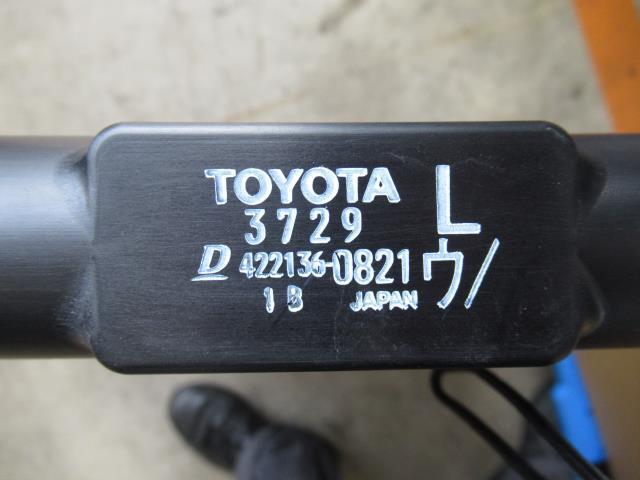 TOYOTA L
3729
D 422136-0821 ウ/
1 B JAPAN